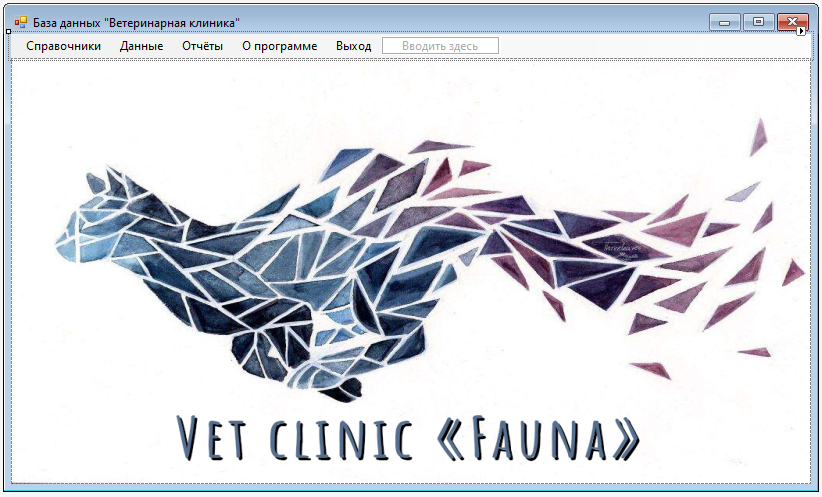 База данных "Ветеринарная клиника"
Справочники Данные Отчёты О программе Выход Вводить здесь
Vet clinic «Fauna»